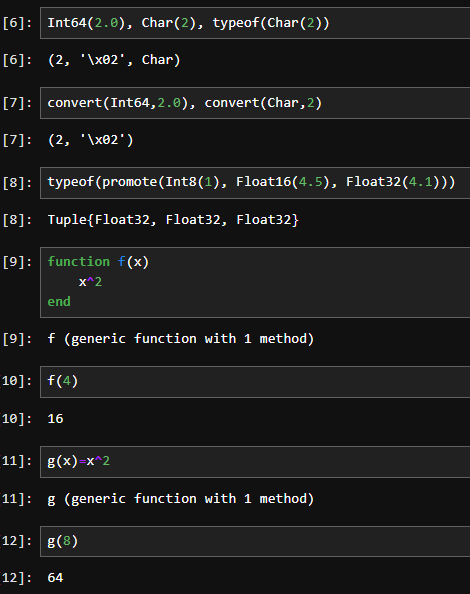 [6]: Int64(2.0), Char(2), typeof(Char(2))
[6]: (2, '\x02', Char)
[7]: convert(Int64,2.0), convert(Char,2)
[7]: (2, '\x02')
[8]: typeof(promote(Int8(1), Float16(4.5), Float32(4.1)))
[8]: Tuple{Float32, Float32, Float32}
[9]: function f(x)
    x^2
end
[9]: f (generic function with 1 method)
10]: f(4)
10]: 16
11]: g(x)=x^2
11]: g (generic function with 1 method)
12]: g(8)
12]: 64